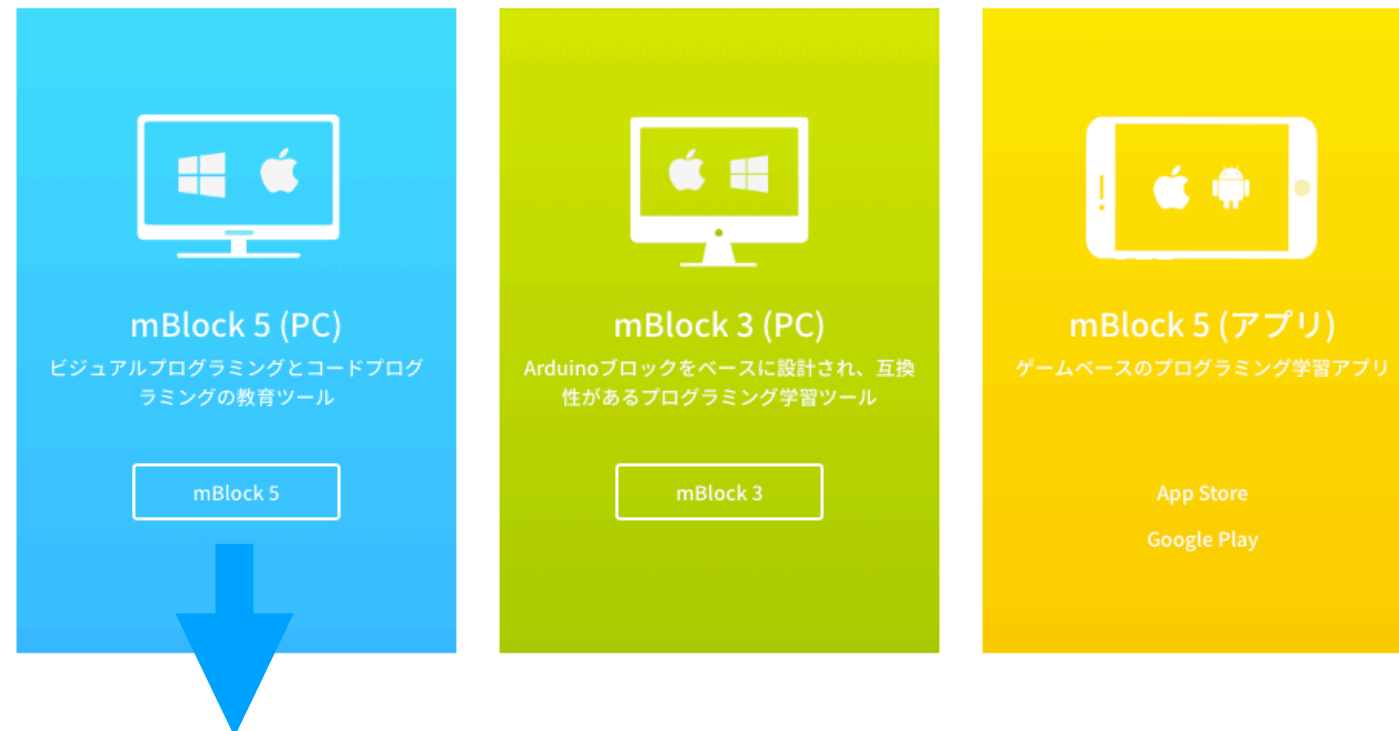 mBlock 5 (PC)
ビジュアルプログラミングとコードプログ
ラミングの教育ツール
mBlock 5
mBlock 3 (PC)
Arduinoブロックをベースに設計され、互換
性があるプログラミング学習ツール
mBlock 3
mBlock 5 (アプリ)
ゲームベースのプログラミング学習アプリ
App Store
Google Play